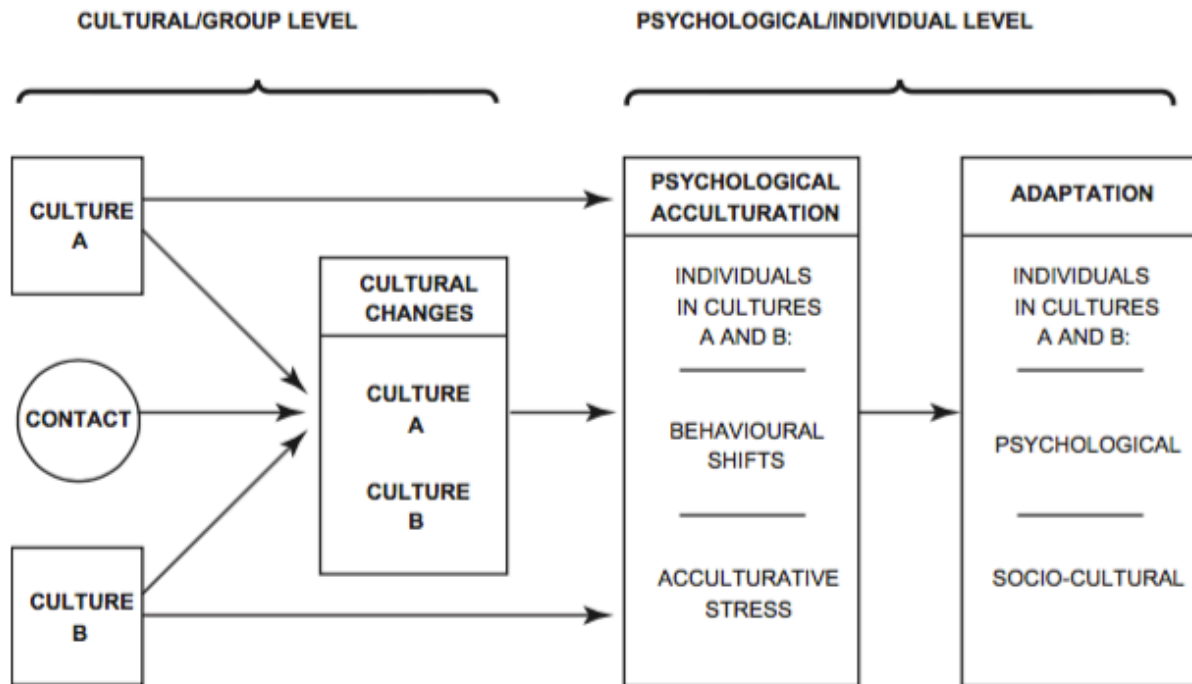 CULTURAL/GROUP LEVEL
PSYCHOLOGICAL/INDIVIDUAL LEVEL
CULTURE
A
CONTACT
CULTURE
B
CULTURAL
CHANGES
CULTURE
A
CULTURE
B
PSYCHOLOGICAL
ACCULTURATION
INDIVIDUALS
IN CULTURES
A AND B:
BEHAVIOURAL
SHIFTS
ACCULTURATIVE
STRESS
ADAPTATION
INDIVIDUALS
IN CULTURES
A AND B:
PSYCHOLOGICAL
SOCIO-CULTURAL